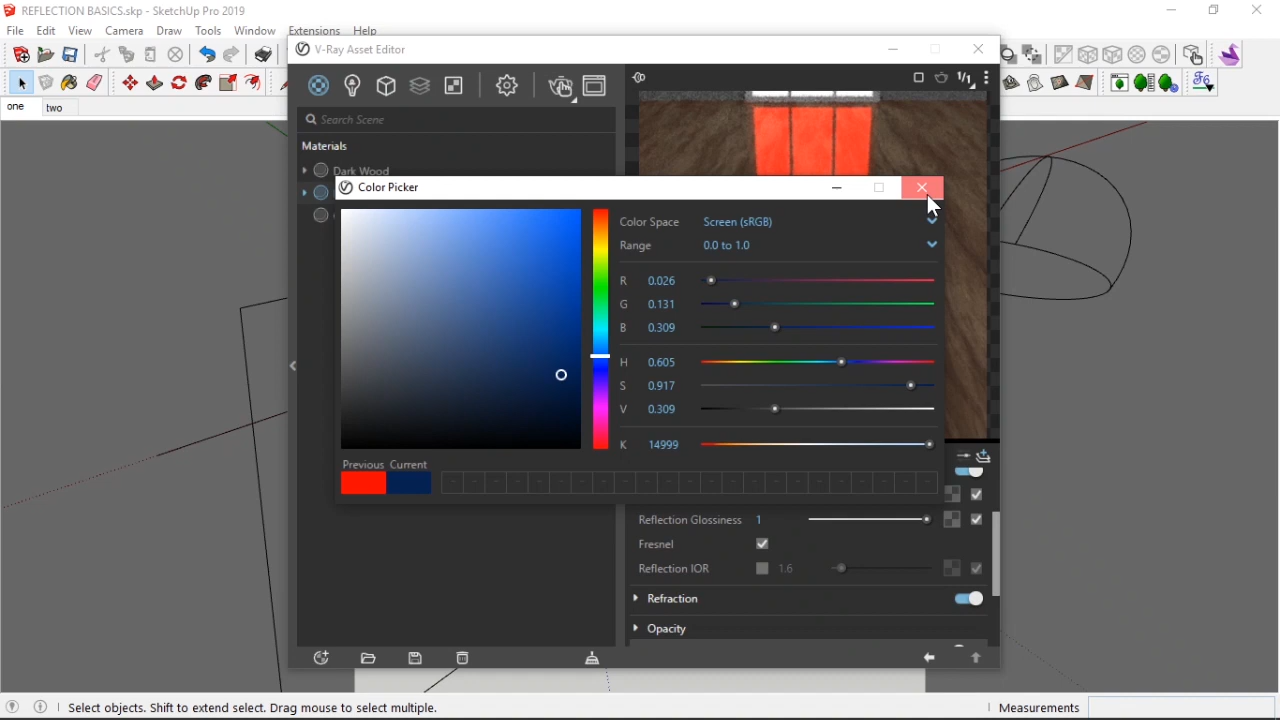 REFLECTION BASICS.skp - SketchUp Pro 2019
File Edit View Camera Draw Tools Window Extensions Help
V-Ray Asset Editor
one two
1/1
Search Scene
Materials
Dark Wood
Color Picker
Color Space Screen (sRGB)
Range 0.0 to 1.0
R 0.026
G 0.131
B 0.309
H 0.605
S 0.917
V 0.309
K 14999
Previous Current
Reflection Glossiness 1
Fresnel
Reflection IOR 1.6
Refraction
Opacity
Select objects. Shift to extend select. Drag mouse to select multiple.
Measurements